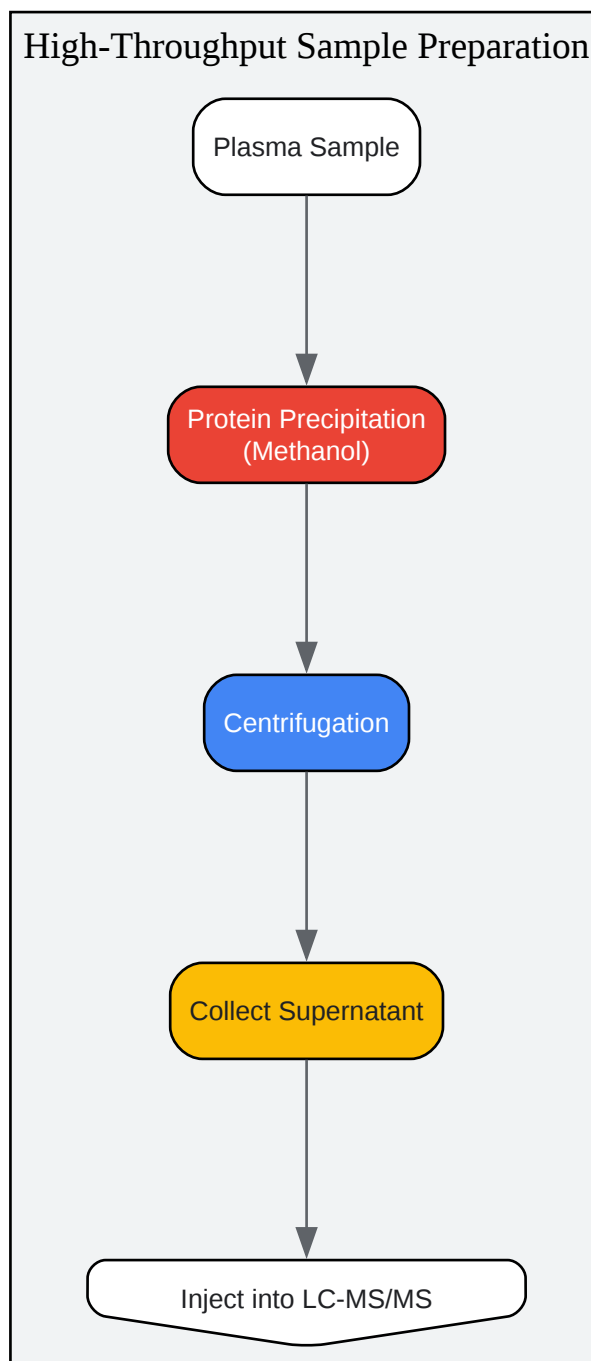 High-Throughput Sample Preparation
Plasma Sample
Protein Precipitation
(Methanol)
Centrifugation
Collect Supernatant
Inject into LC-MS/MS